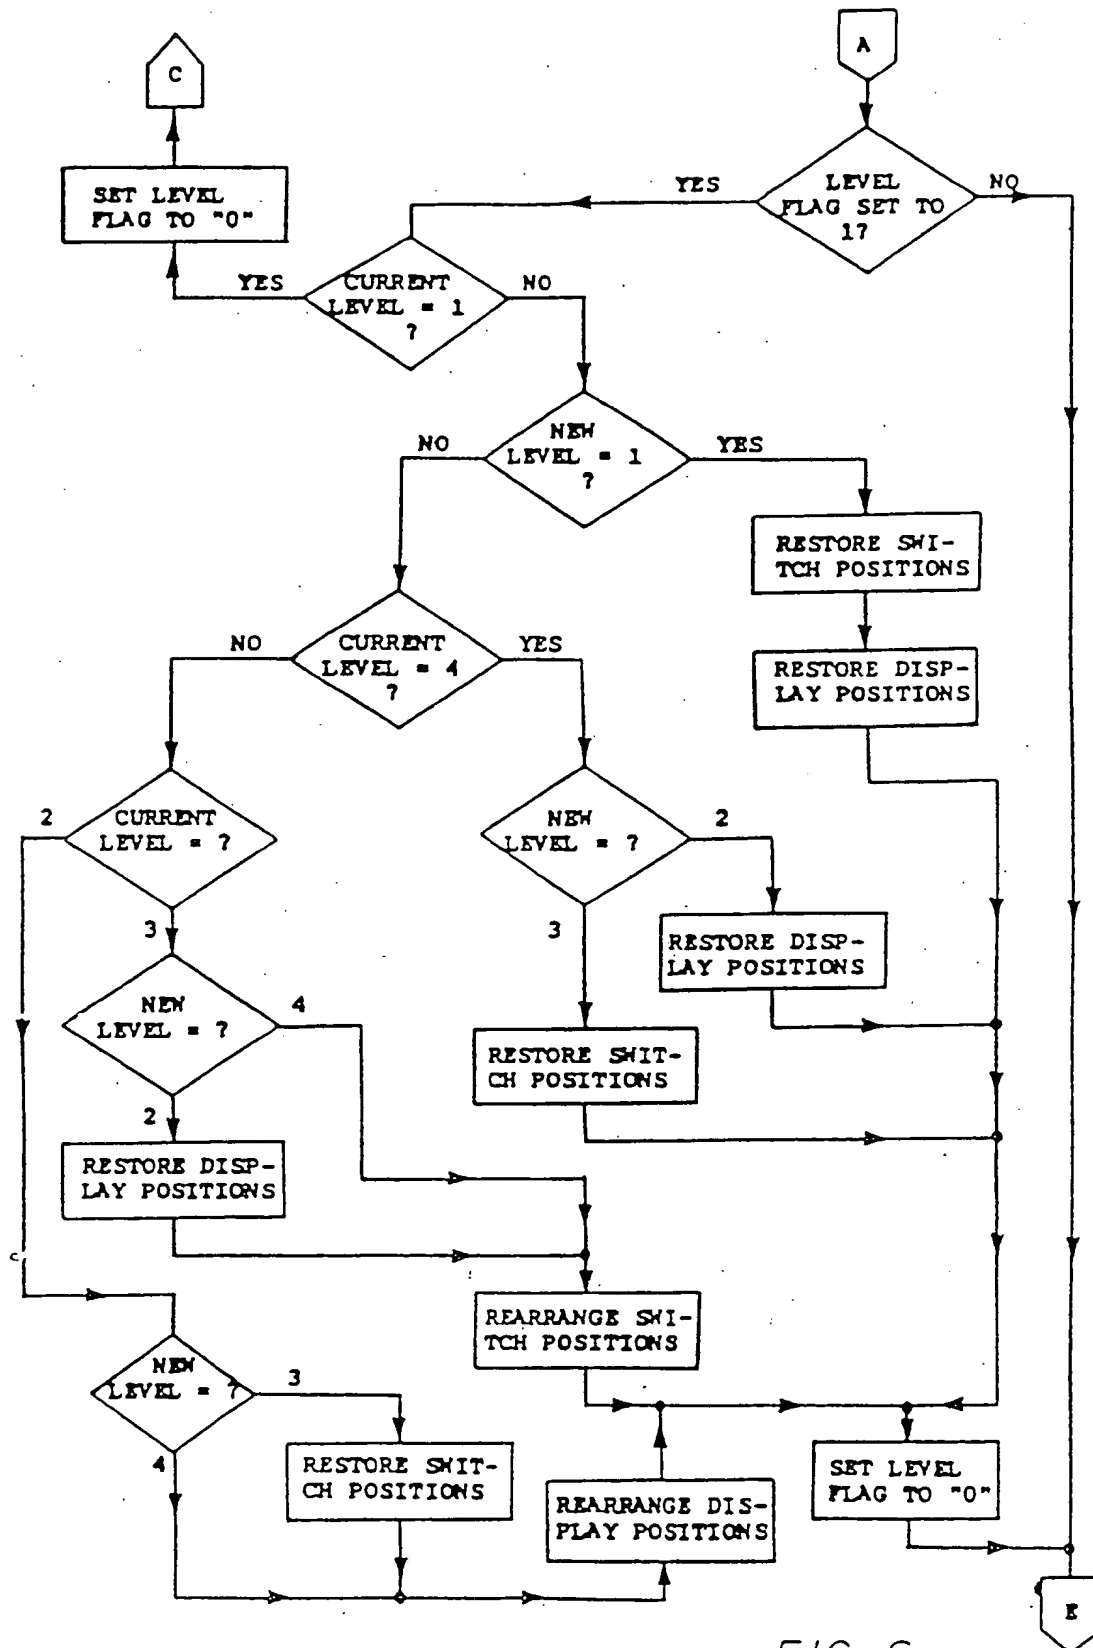 C
A
SET LEVEL
FLAG TO "0"
YES
LEVEL
FLAG SET TO
1?
NO
YES
CURRENT
LEVEL = 1
?
NO
NO
NEW
LEVEL = 1
?
YES
RESTORE SWI-
TCH POSITIONS
NO
CURRENT
LEVEL = 4
?
YES
RESTORE DISP-
LAY POSITIONS
2
CURRENT
LEVEL = ?
NEW
LEVEL = ?
2
3
3
RESTORE DISP-
LAY POSITIONS
NEW
LEVEL = ?
4
RESTORE SWIT-
CH POSITIONS
2
RESTORE DISP-
LAY POSITIONS
REARRANGE SWI-
TCH POSITIONS
NEW
LEVEL = ?
3
4
RESTORE SWIT-
CH POSITIONS
REARRANGE DIS-
PLAY POSITIONS
SET LEVEL
FLAG TO "0"
E